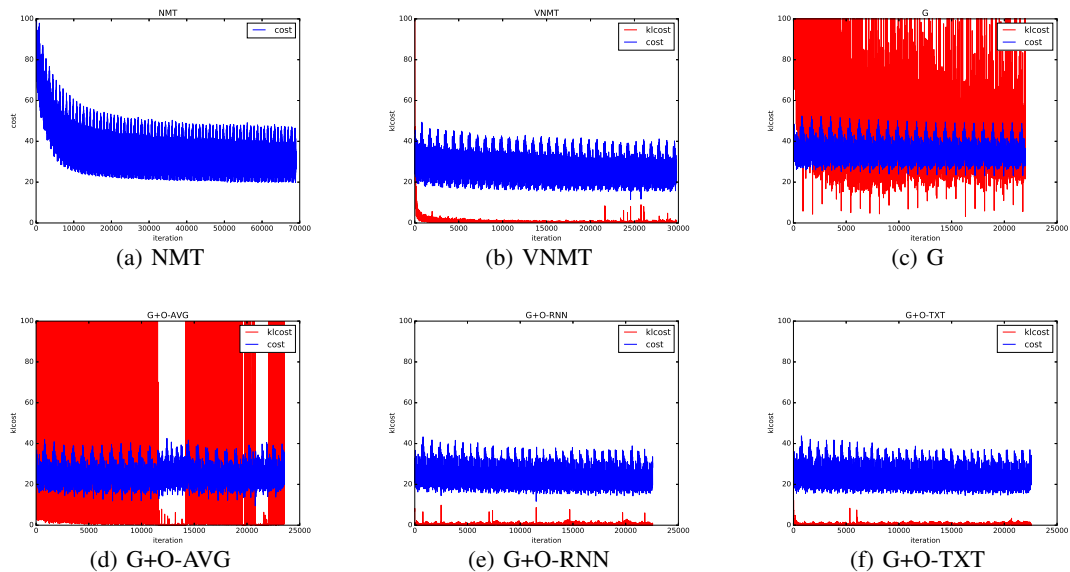 NMT
cost
100
80
60
40
20
0
cost
0 10000 20000 30000 40000 50000 60000 70000
iteration
(a) NMT
VNMT
klcost
cost
100
80
60
40
20
0
klcost
0 5000 10000 15000 20000 25000 30000
iteration
(b) VNMT
G
klcost
cost
100
80
60
40
20
0
klcost
0 5000 10000 15000 20000 25000
iteration
(c) G
G+O-AVG
klcost
cost
100
80
60
40
20
0
klcost
0 5000 10000 15000 20000 25000
iteration
(d) G+O-AVG
G+O-RNN
klcost
cost
100
80
60
40
20
0
klcost
0 5000 10000 15000 20000 25000
iteration
(e) G+O-RNN
G+O-TXT
klcost
cost
100
80
60
40
20
0
klcost
0 5000 10000 15000 20000 25000
iteration
(f) G+O-TXT